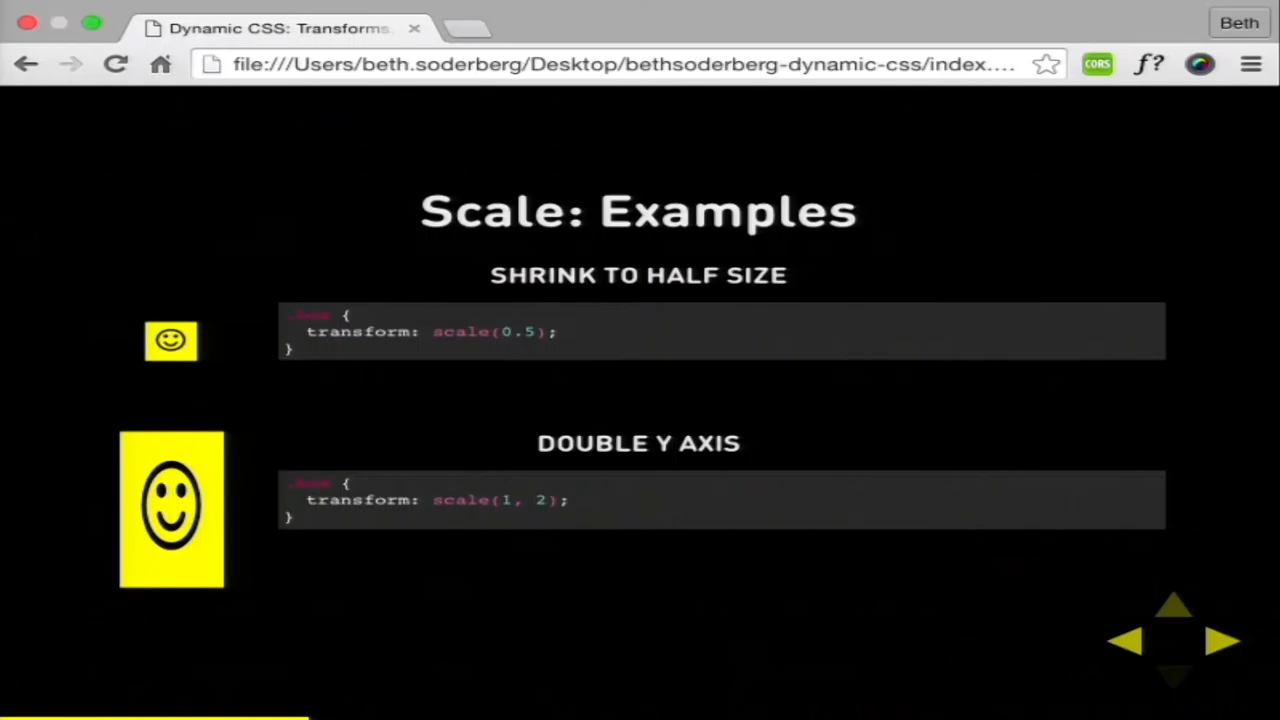 Dynamic CSS: Transforms,
Beth
file:///Users/beth.soderberg/Desktop/bethsoderberg-dynamic-css/index....
CORS
f?
Scale: Examples
SHRINK TO HALF SIZE
{
transform: scale(0.5);
}
DOUBLE Y AXIS
{
transform: scale(1, 2);
}